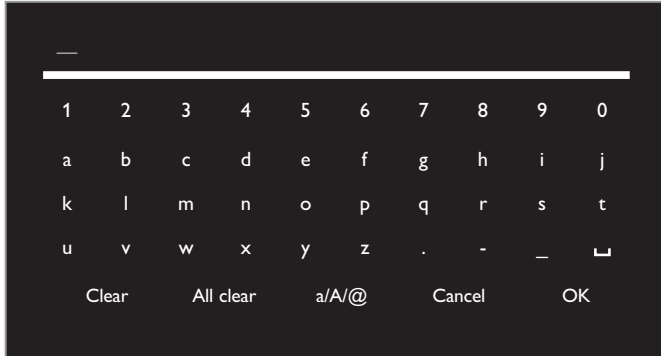 _
1 2 3 4 5 6 7 8 9 0
a b c d e f g h i j
k l m n o p q r s t
u v w x y z . - _ ␣
Clear All clear a/A/@ Cancel OK